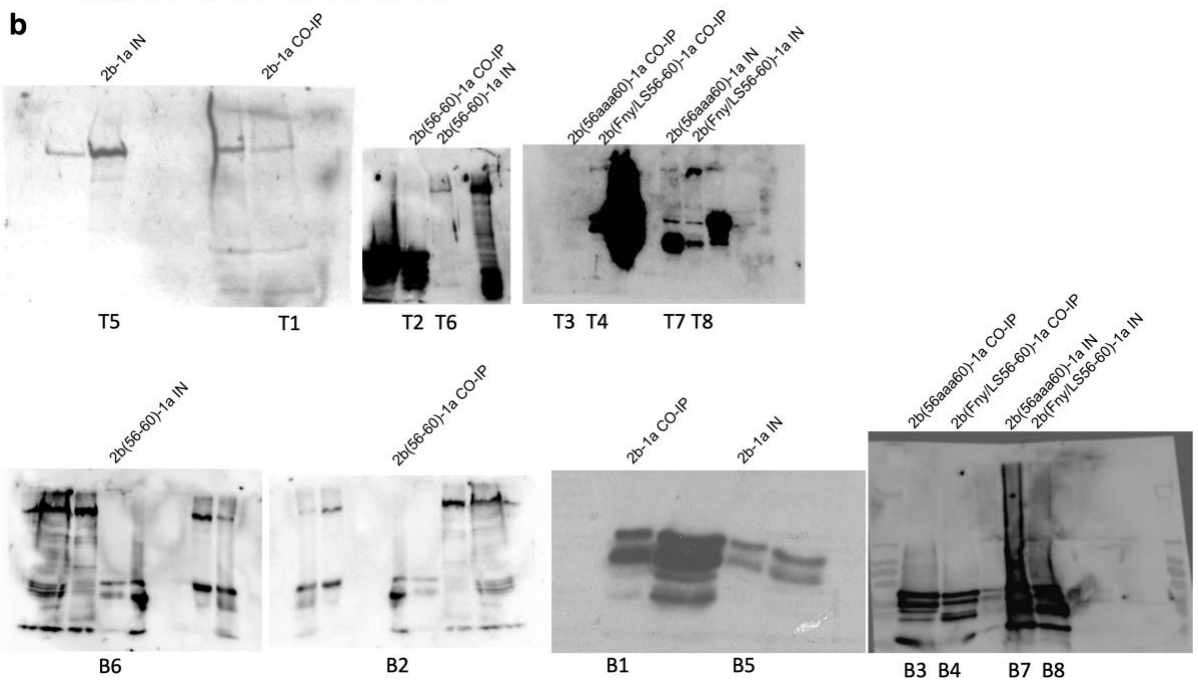 b
2b-1a IN
2b-1a CO-IP
2b(56-60)-1a CO-IP
2b(56-60)-1a IN
2b(56aaa60)-1a CO-IP
2b(Fny/LS56-60)-1a CO-IP
2b(56aaa60)-1a IN
2b(Fny/LS56-60)-1a IN
T5 T1 T2 T6 T3 T4 T7 T8
2b(56-60)-1a IN
2b(56-60)-1a CO-IP
2b-1a CO-IP
2b-1a IN
2b(56aaa60)-1a CO-IP
2b(Fny/LS56-60)-1a CO-IP
2b(56aaa60)-1a IN
2b(Fny/LS56-60)-1a IN
B6 B2 B1 B5 B3 B4 B7 B8